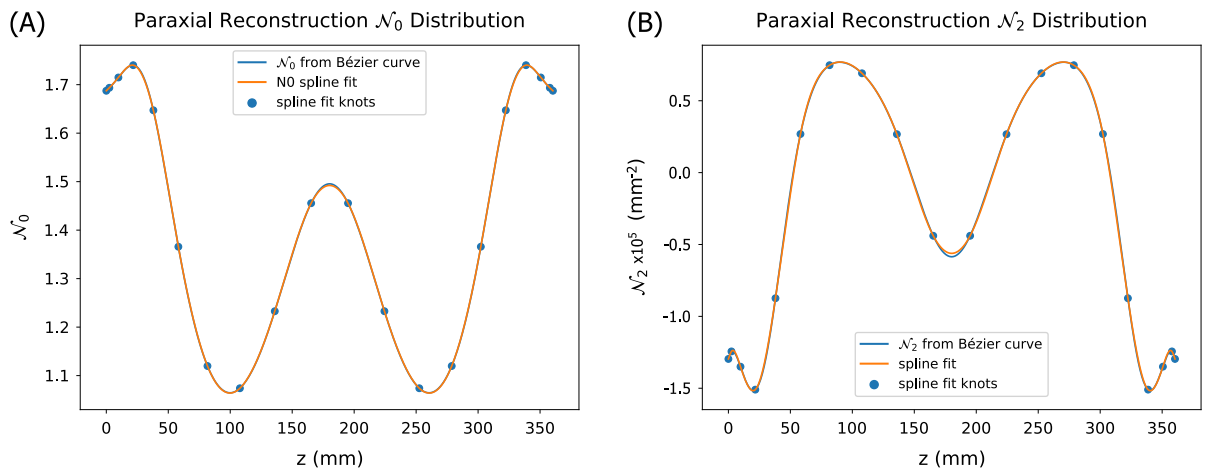 (A)
Paraxial Reconstruction 𝒩₀ Distribution
𝒩₀ from Bézier curve
N0 spline fit
spline fit knots
1.7
1.6
1.5
1.4
1.3
1.2
1.1
𝒩₀
0
50
100
150
200
250
300
350
z (mm)
(B)
Paraxial Reconstruction 𝒩₂ Distribution
0.5
0.0
-0.5
-1.0
-1.5
𝒩₂ x10⁵ (mm⁻²)
𝒩₂ from Bézier curve
spline fit
spline fit knots
0
50
100
150
200
250
300
350
z (mm)